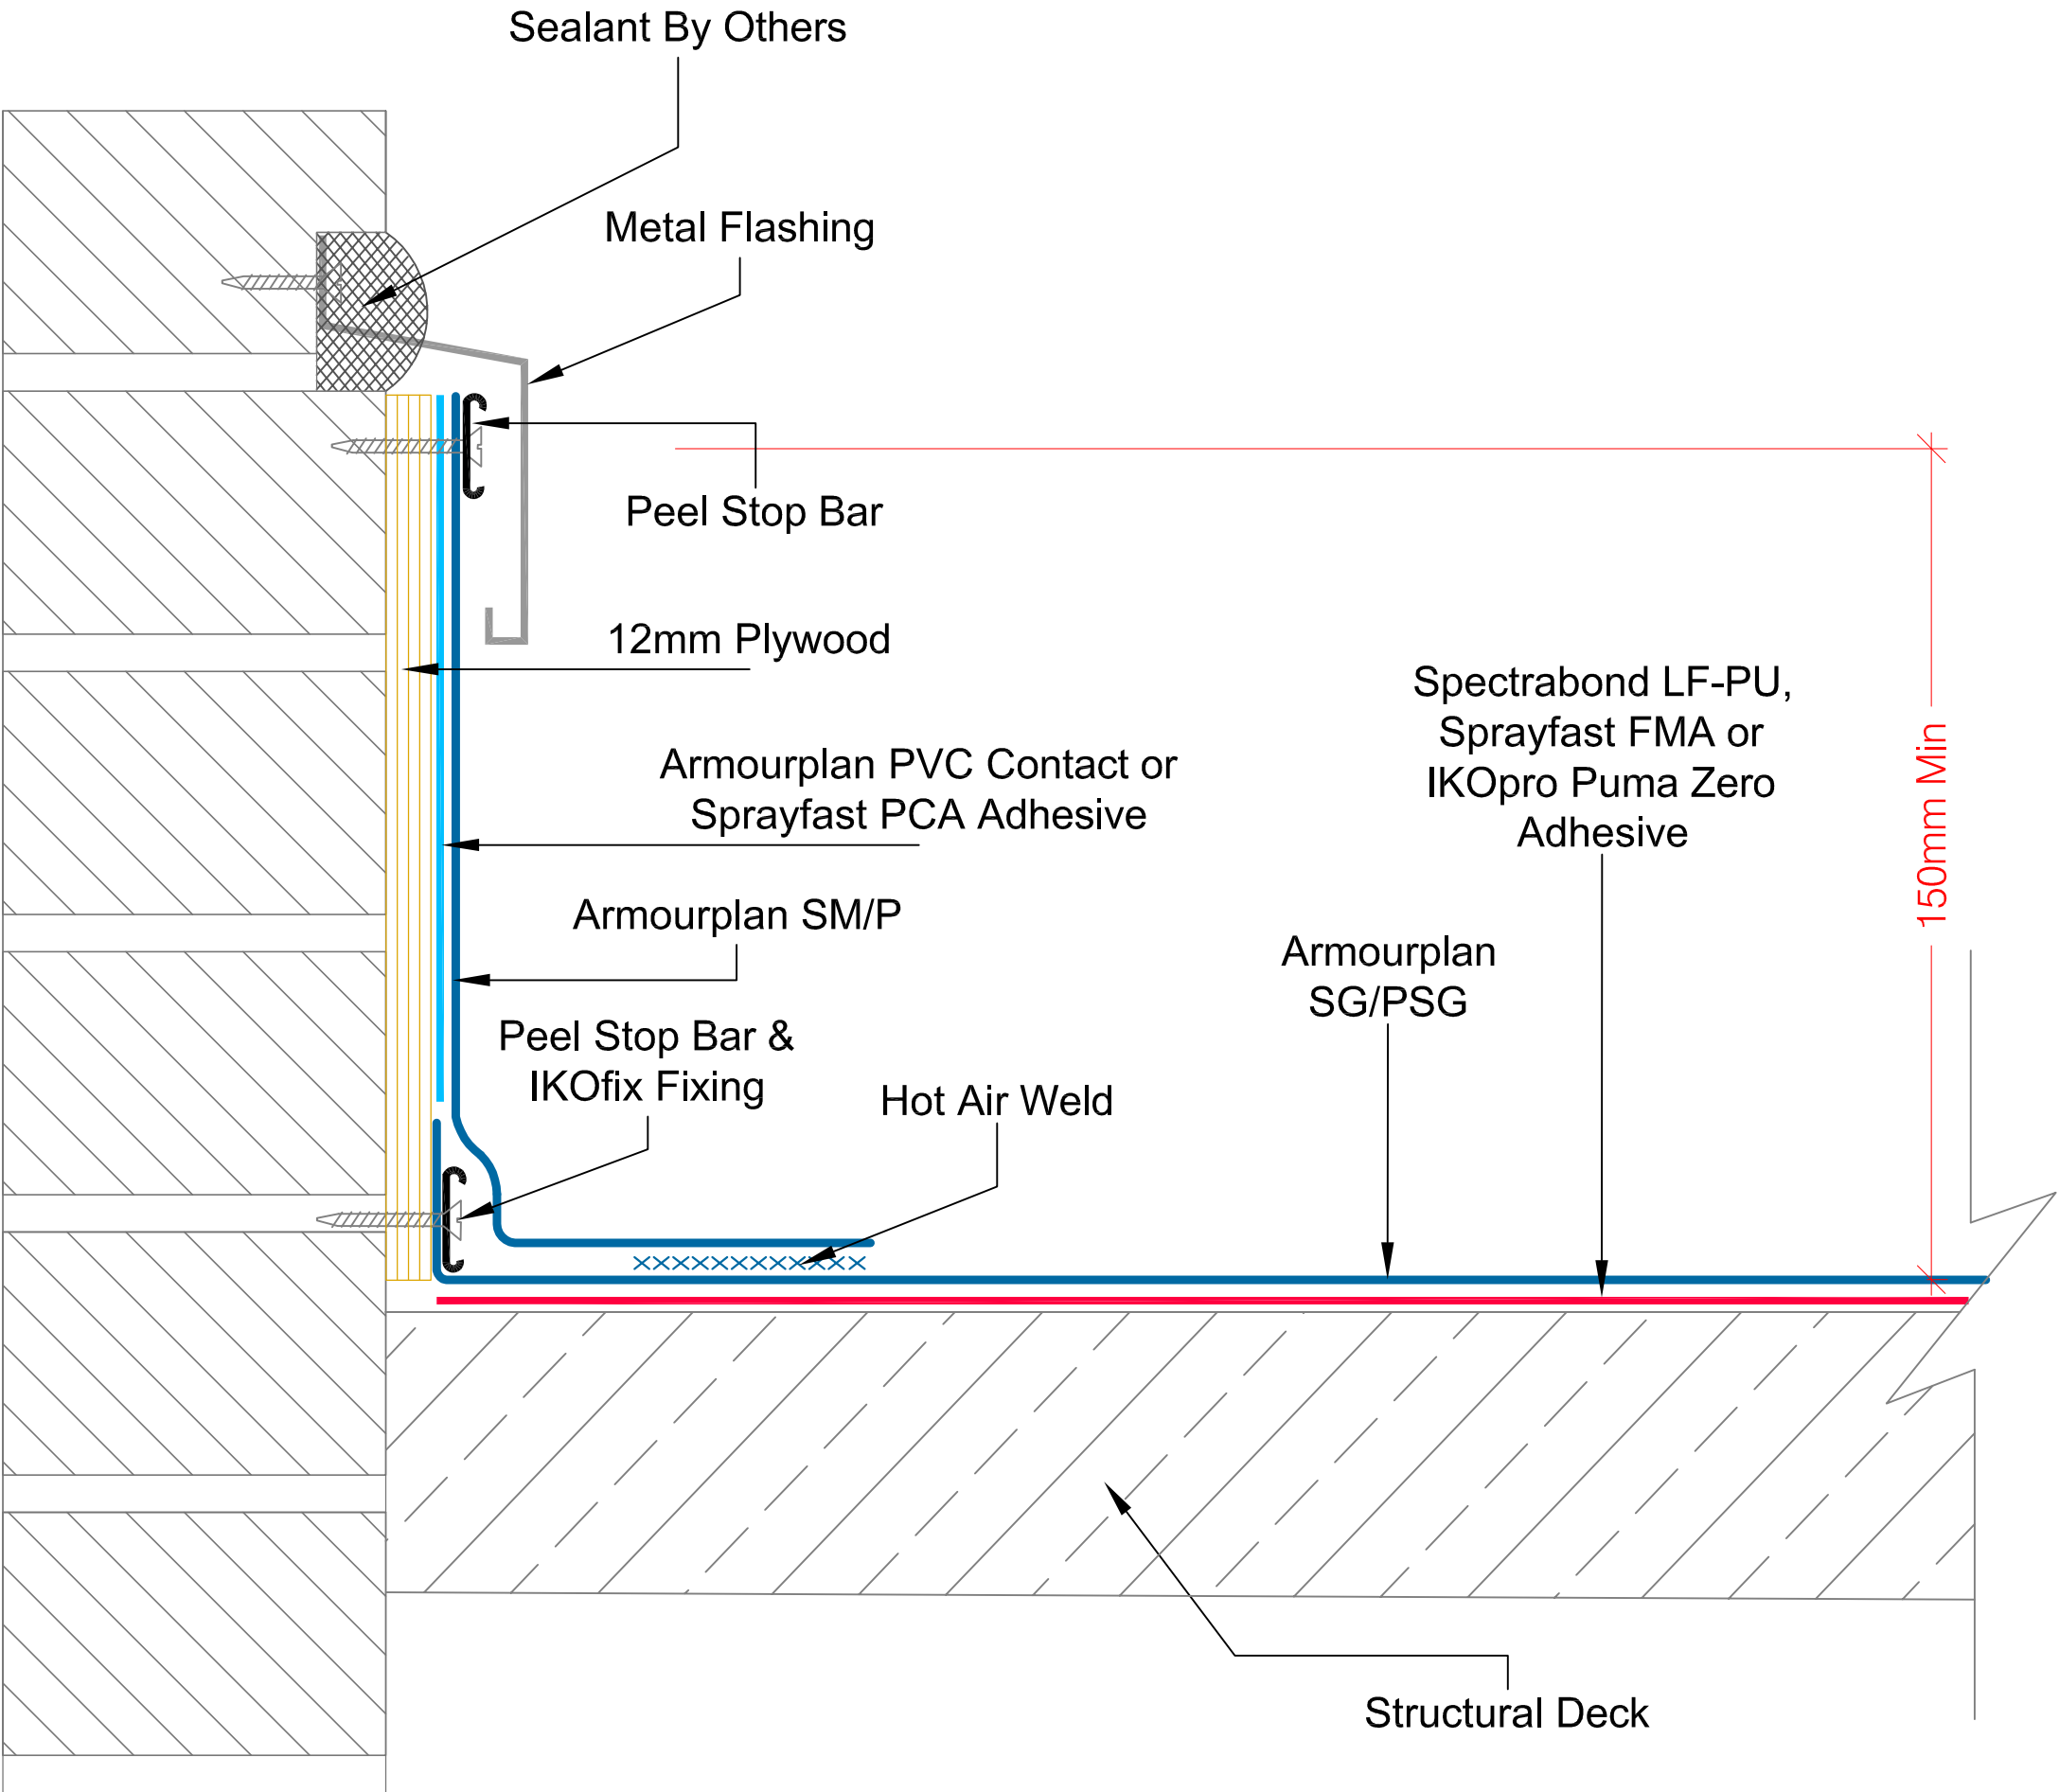 Sealant By Others
Metal Flashing
Peel Stop Bar
12mm Plywood
Spectrabond LF-PU,
Sprayfast FMA or
IKOpro Puma Zero
Adhesive
150mm Min
Armourplan PVC Contact or
Sprayfast PCA Adhesive
Armourplan SM/P
Armourplan
SG/PSG
Peel Stop Bar &
IKOfix Fixing
Hot Air Weld
Structural Deck